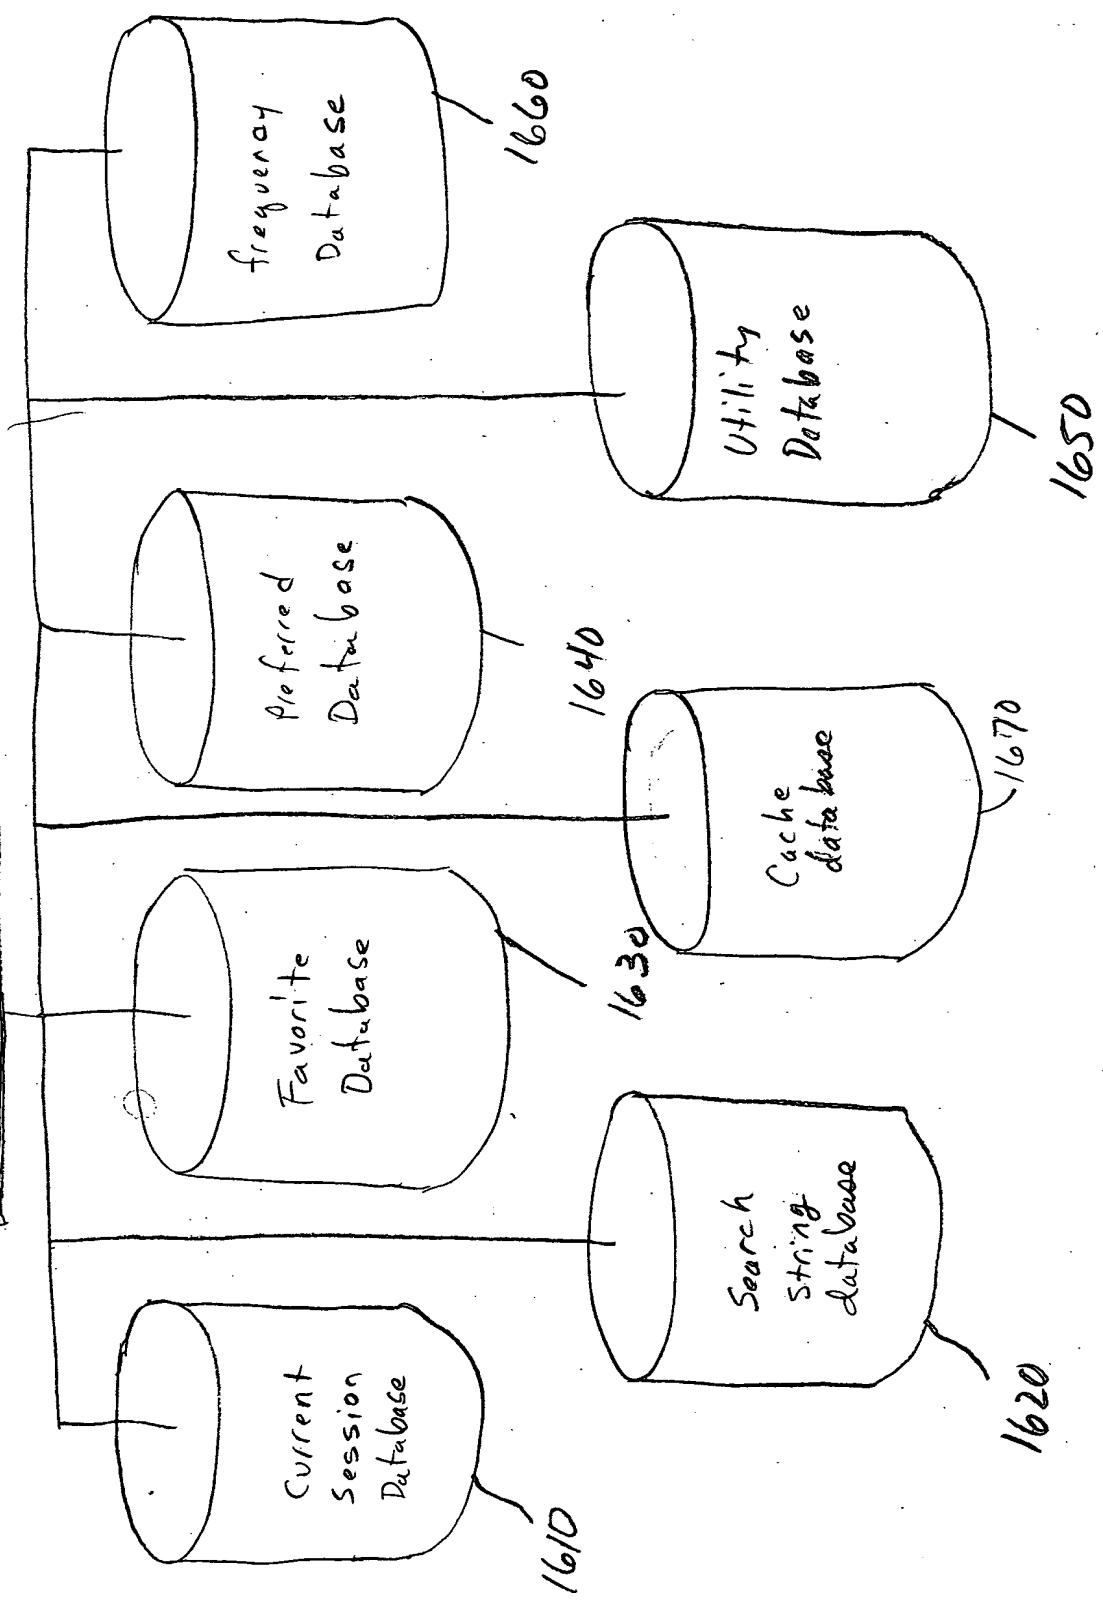 Current
Session
Database
1610
Search
String
database
1620
Favorite
Database
1630
Cache
database
1670
Preferred
Database
1640
Utility
Database
1650
frequency
Database
1660